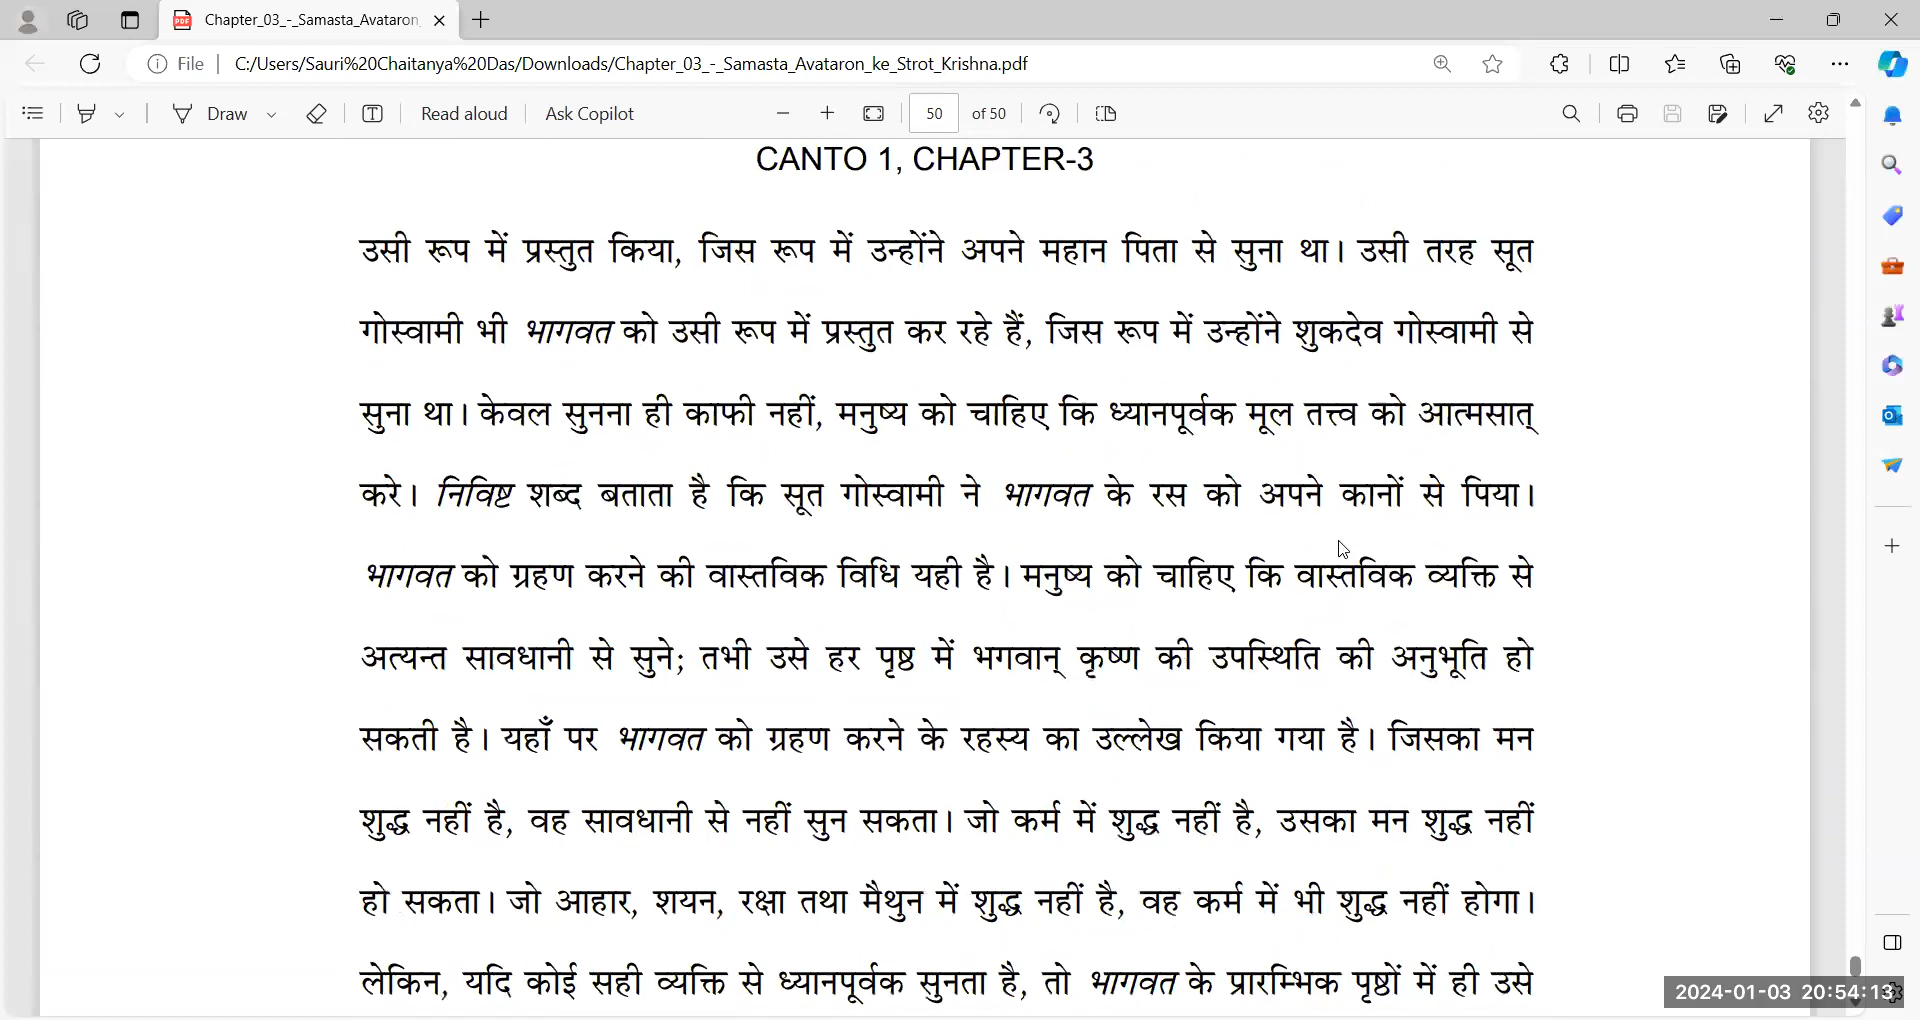 Chapter_03_-_Samasta_Avataron
File
C:/Users/Sauri%20Chaitanya%20Das/Downloads/Chapter_03_-_Samasta_Avataron_ke_Strot_Krishna.pdf
Draw
Read aloud
Ask Copilot
50 of 50
CANTO 1, CHAPTER-3
उसी रूप में प्रस्तुत किया, जिस रूप में उन्होंने अपने महान पिता से सुना था। उसी तरह सूत
गोस्वामी भी भागवत को उसी रूप में प्रस्तुत कर रहे हैं, जिस रूप में उन्होंने शुकदेव गोस्वामी से
सुना था। केवल सुनना ही काफी नहीं, मनुष्य को चाहिए कि ध्यानपूर्वक मूल तत्त्व को आत्मसात्
करे। निविष्ट शब्द बताता है कि सूत गोस्वामी ने भागवत के रस को अपने कानों से पिया।
भागवत को ग्रहण करने की वास्तविक विधि यही है। मनुष्य को चाहिए कि वास्तविक व्यक्ति से
अत्यन्त सावधानी से सुने; तभी उसे हर पृष्ठ में भगवान् कृष्ण की उपस्थिति की अनुभूति हो
सकती है। यहाँ पर भागवत को ग्रहण करने के रहस्य का उल्लेख किया गया है। जिसका मन
शुद्ध नहीं है, वह सावधानी से नहीं सुन सकता। जो कर्म में शुद्ध नहीं है, उसका मन शुद्ध नहीं
हो सकता। जो आहार, शयन, रक्षा तथा मैथुन में शुद्ध नहीं है, वह कर्म में भी शुद्ध नहीं होगा।
लेकिन, यदि कोई सही व्यक्ति से ध्यानपूर्वक सुनता है, तो भागवत के प्रारम्भिक पृष्ठों में ही उसे
2024-01-03 20:54:13